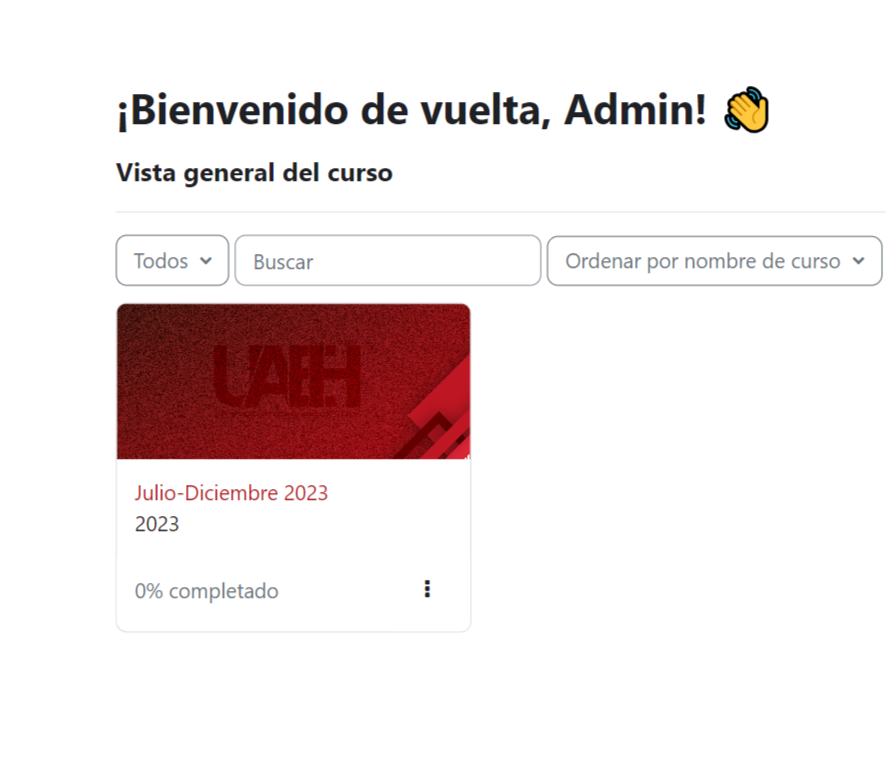 ¡Bienvenido de vuelta, Admin! 👋
Vista general del curso
Todos
Buscar
Ordenar por nombre de curso
UAEH
Julio-Diciembre 2023
2023
0% completado